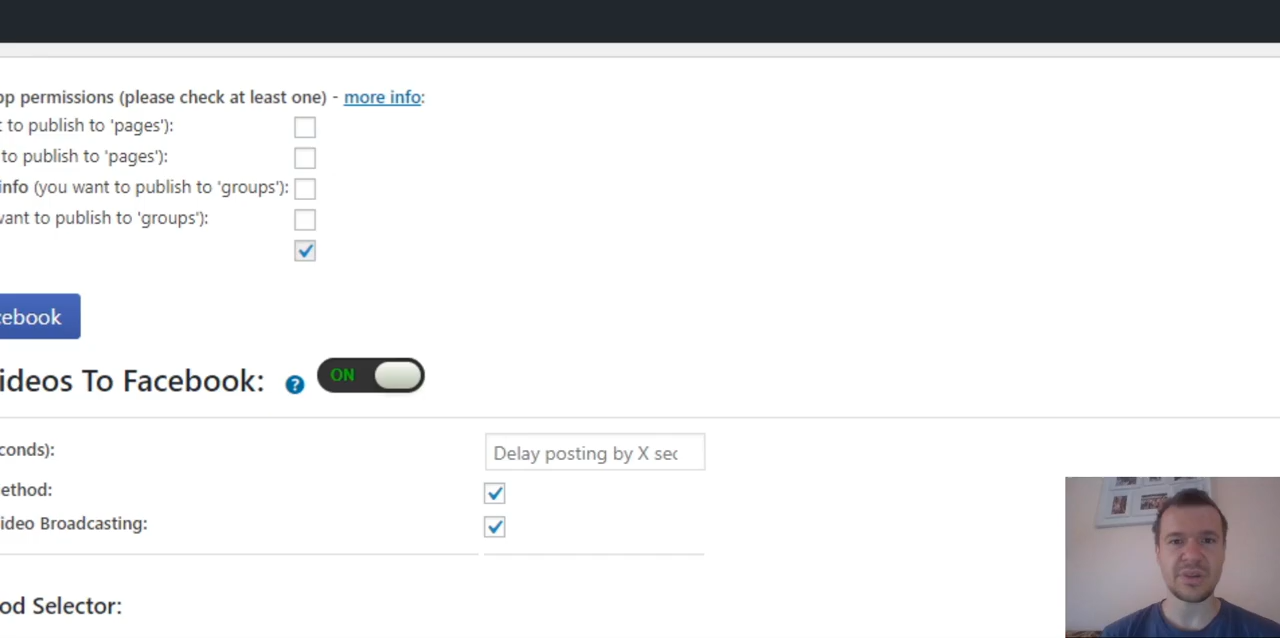 pp permissions (please check at least one) - more info:
t to publish to 'pages'):
to publish to 'pages'):
info (you want to publish to 'groups'):
want to publish to 'groups'):
cebook
ideos To Facebook: ?
ON
conds):
Delay posting by X sec
ethod:
ideo Broadcasting:
od Selector: